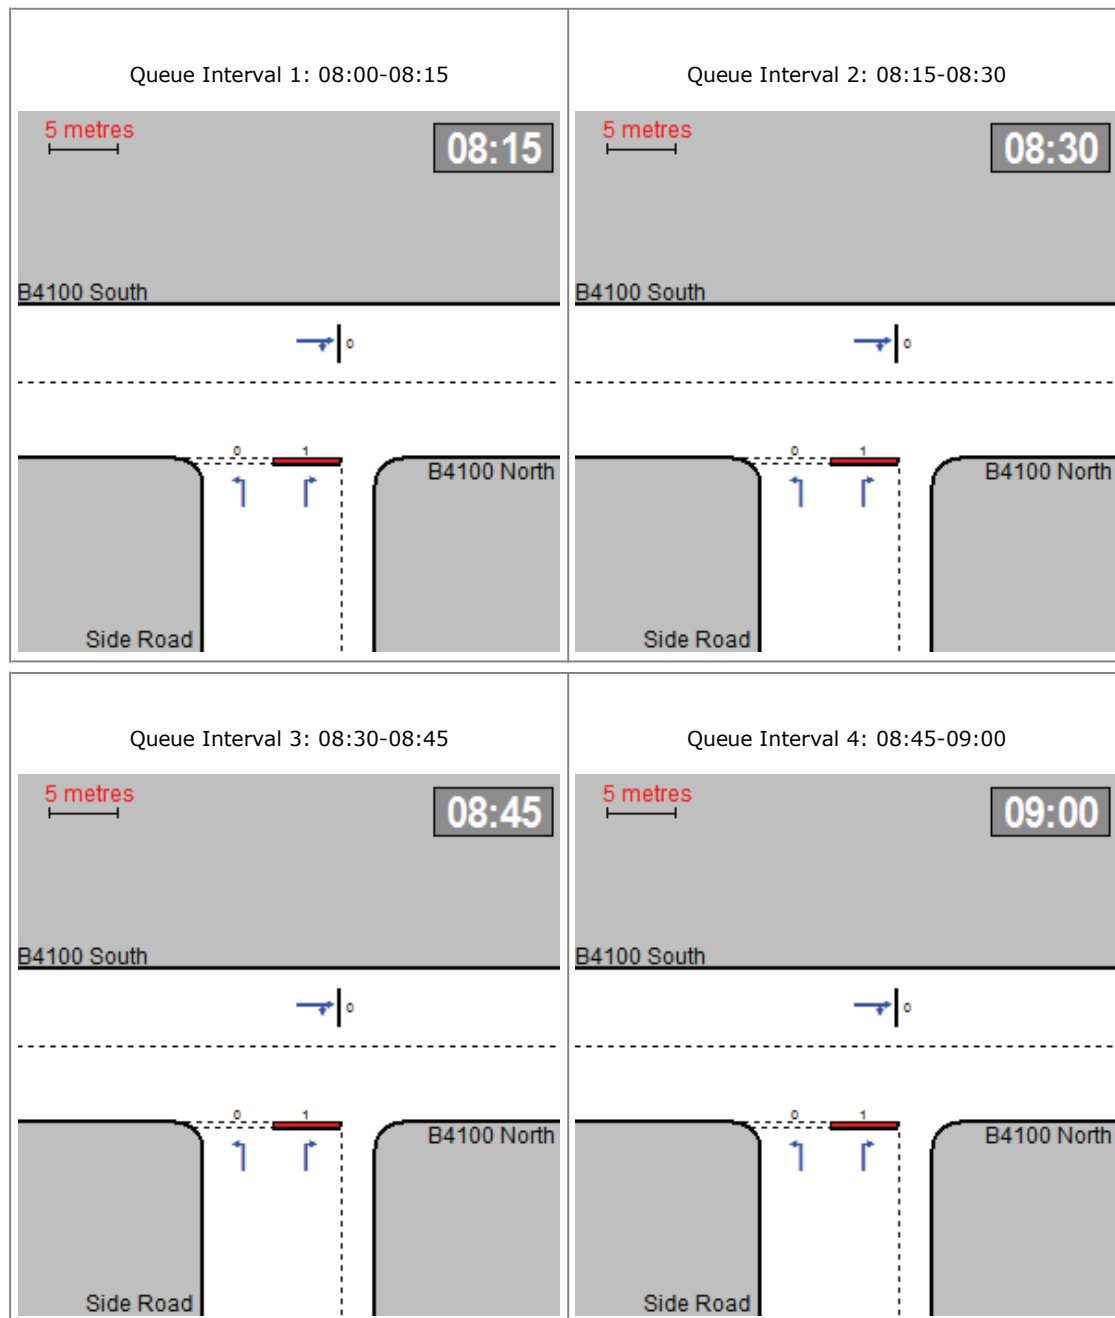 Queue Interval 1: 08:00-08:15
5 metres
08:15
B4100 South
0
0
1
B4100 North
Side Road
Queue Interval 2: 08:15-08:30
5 metres
08:30
B4100 South
0
0
1
B4100 North
Side Road
Queue Interval 3: 08:30-08:45
5 metres
08:45
B4100 South
0
0
1
B4100 North
Side Road
Queue Interval 4: 08:45-09:00
5 metres
09:00
B4100 South
0
0
1
B4100 North
Side Road